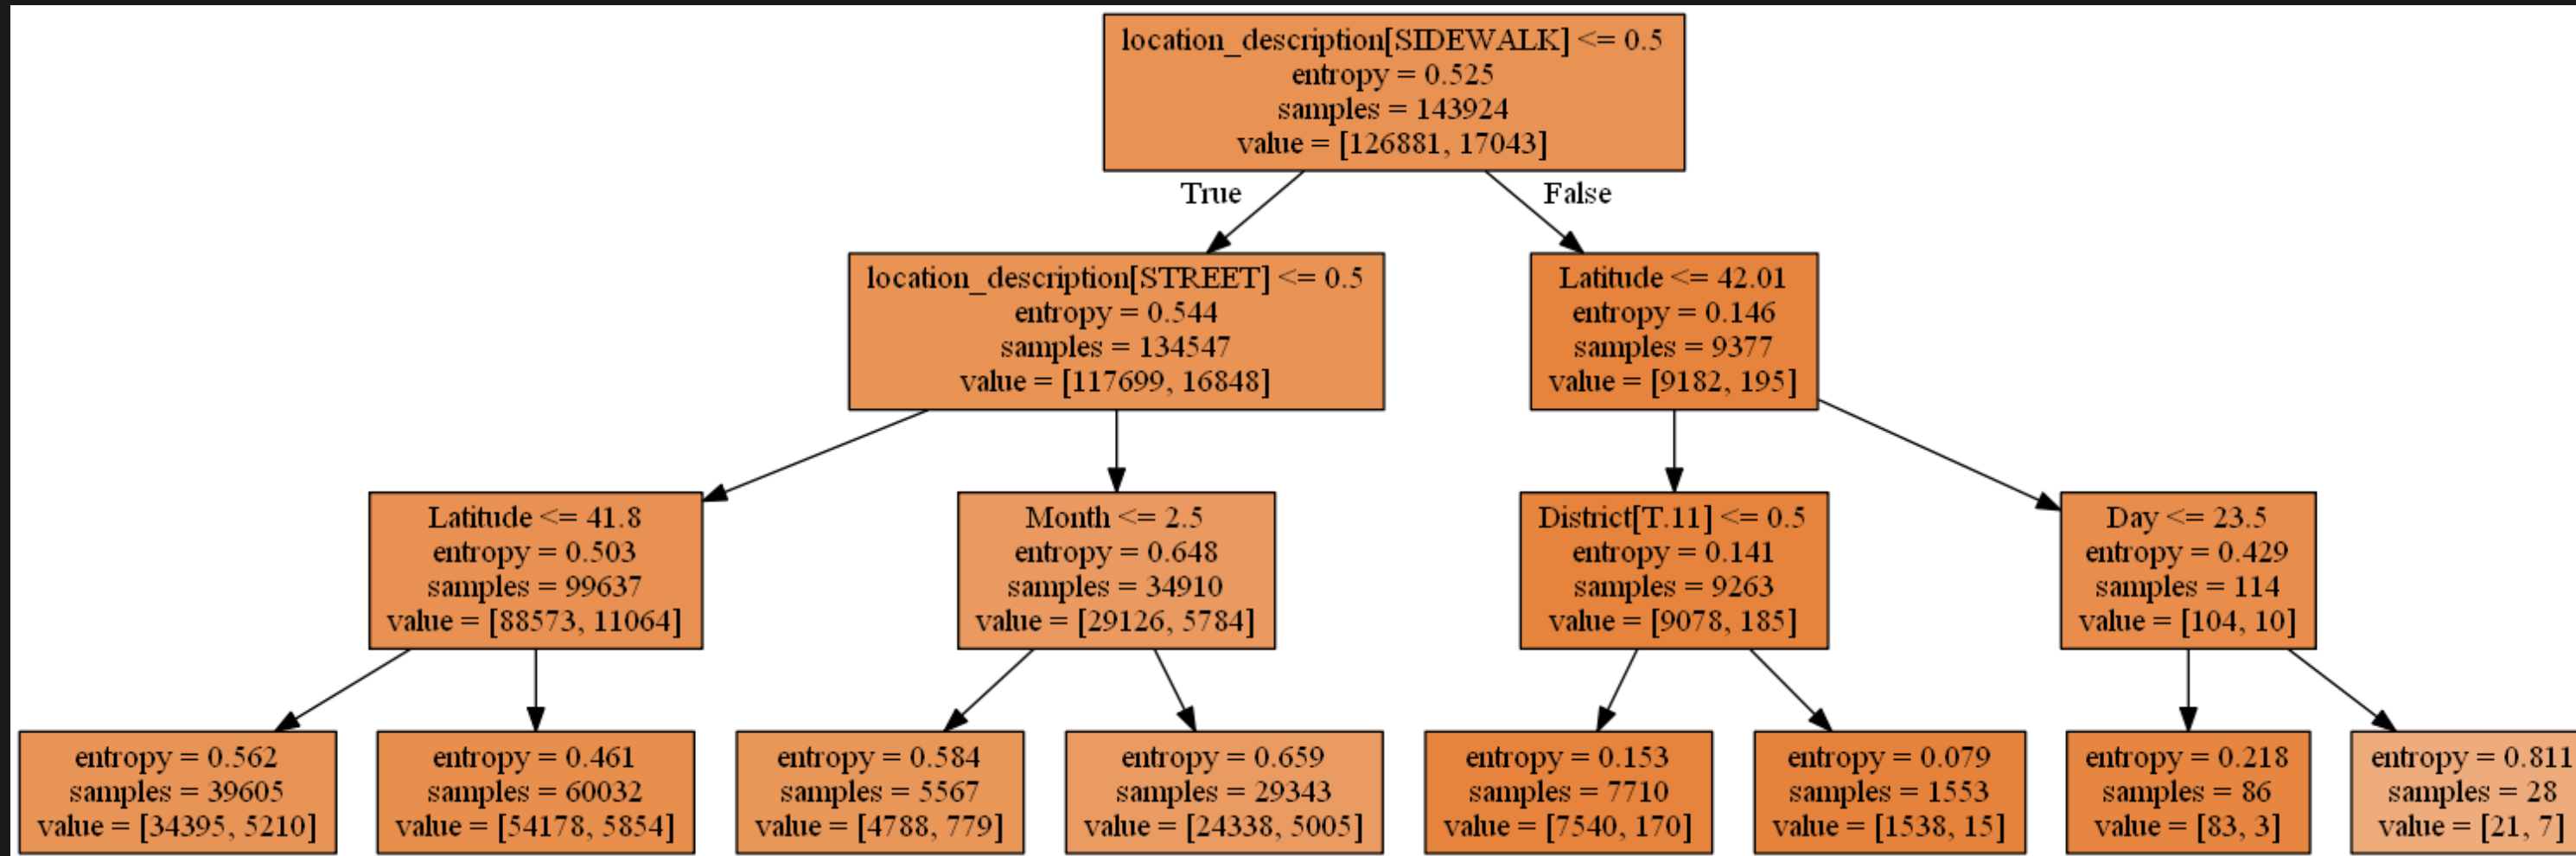 location_description[SIDEWALK] <= 0.5
entropy = 0.525
samples = 143924
value = [126881, 17043]
True
False
location_description[STREET] <= 0.5
entropy = 0.544
samples = 134547
value = [117699, 16848]
Latitude <= 42.01
entropy = 0.146
samples = 9377
value = [9182, 195]
Latitude <= 41.8
entropy = 0.503
samples = 99637
value = [88573, 11064]
Month <= 2.5
entropy = 0.648
samples = 34910
value = [29126, 5784]
District[T.11] <= 0.5
entropy = 0.141
samples = 9263
value = [9078, 185]
Day <= 23.5
entropy = 0.429
samples = 114
value = [104, 10]
entropy = 0.562
samples = 39605
value = [34395, 5210]
entropy = 0.461
samples = 60032
value = [54178, 5854]
entropy = 0.584
samples = 5567
value = [4788, 779]
entropy = 0.659
samples = 29343
value = [24338, 5005]
entropy = 0.153
samples = 7710
value = [7540, 170]
entropy = 0.079
samples = 1553
value = [1538, 15]
entropy = 0.218
samples = 86
value = [83, 3]
entropy = 0.811
samples = 28
value = [21, 7]